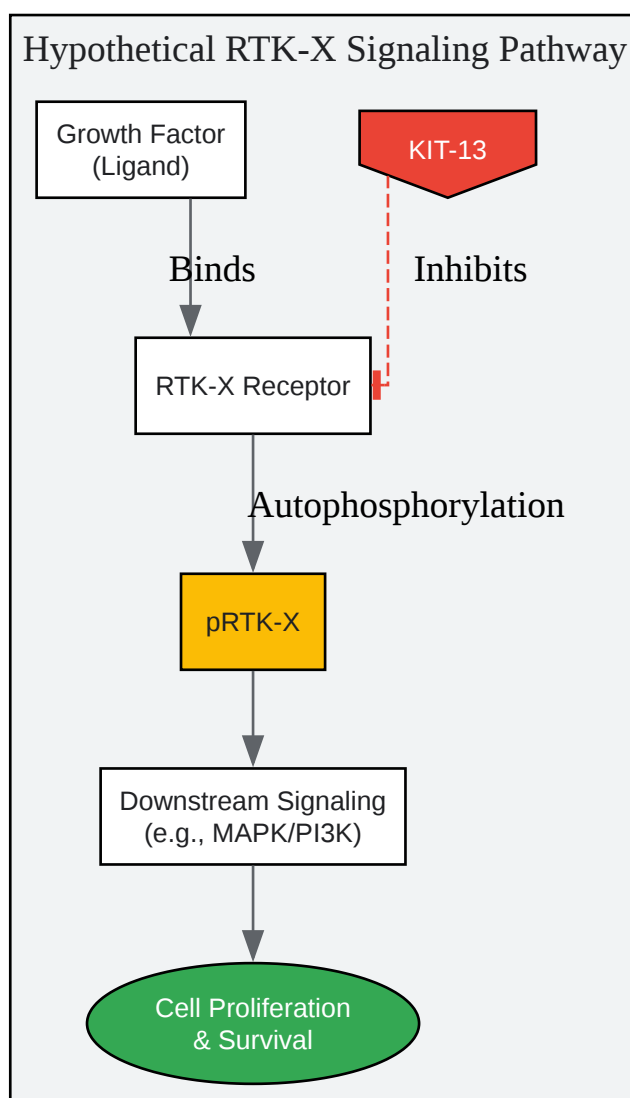 Hypothetical RTK-X Signaling Pathway
Growth Factor
(Ligand)
KIT-13
Binds
Inhibits
RTK-X Receptor
Autophosphorylation
pRTK-X
Downstream Signaling
(e.g., MAPK/PI3K)
Cell Proliferation
& Survival